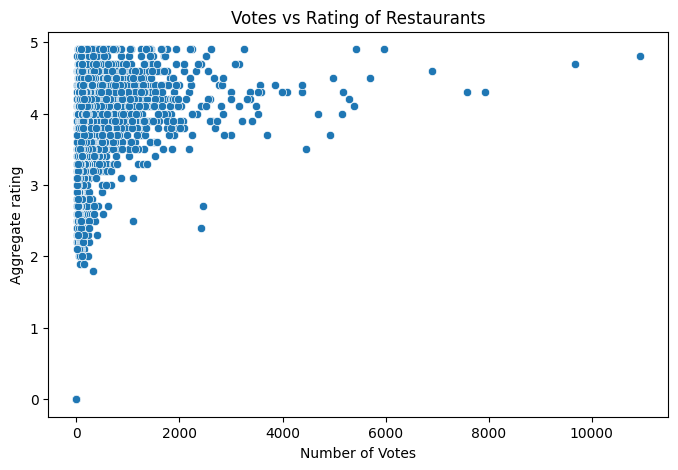 Votes vs Rating of Restaurants
Aggregate rating
5
4
3
2
1
0
0 2000 4000 6000 8000 10000
Number of Votes